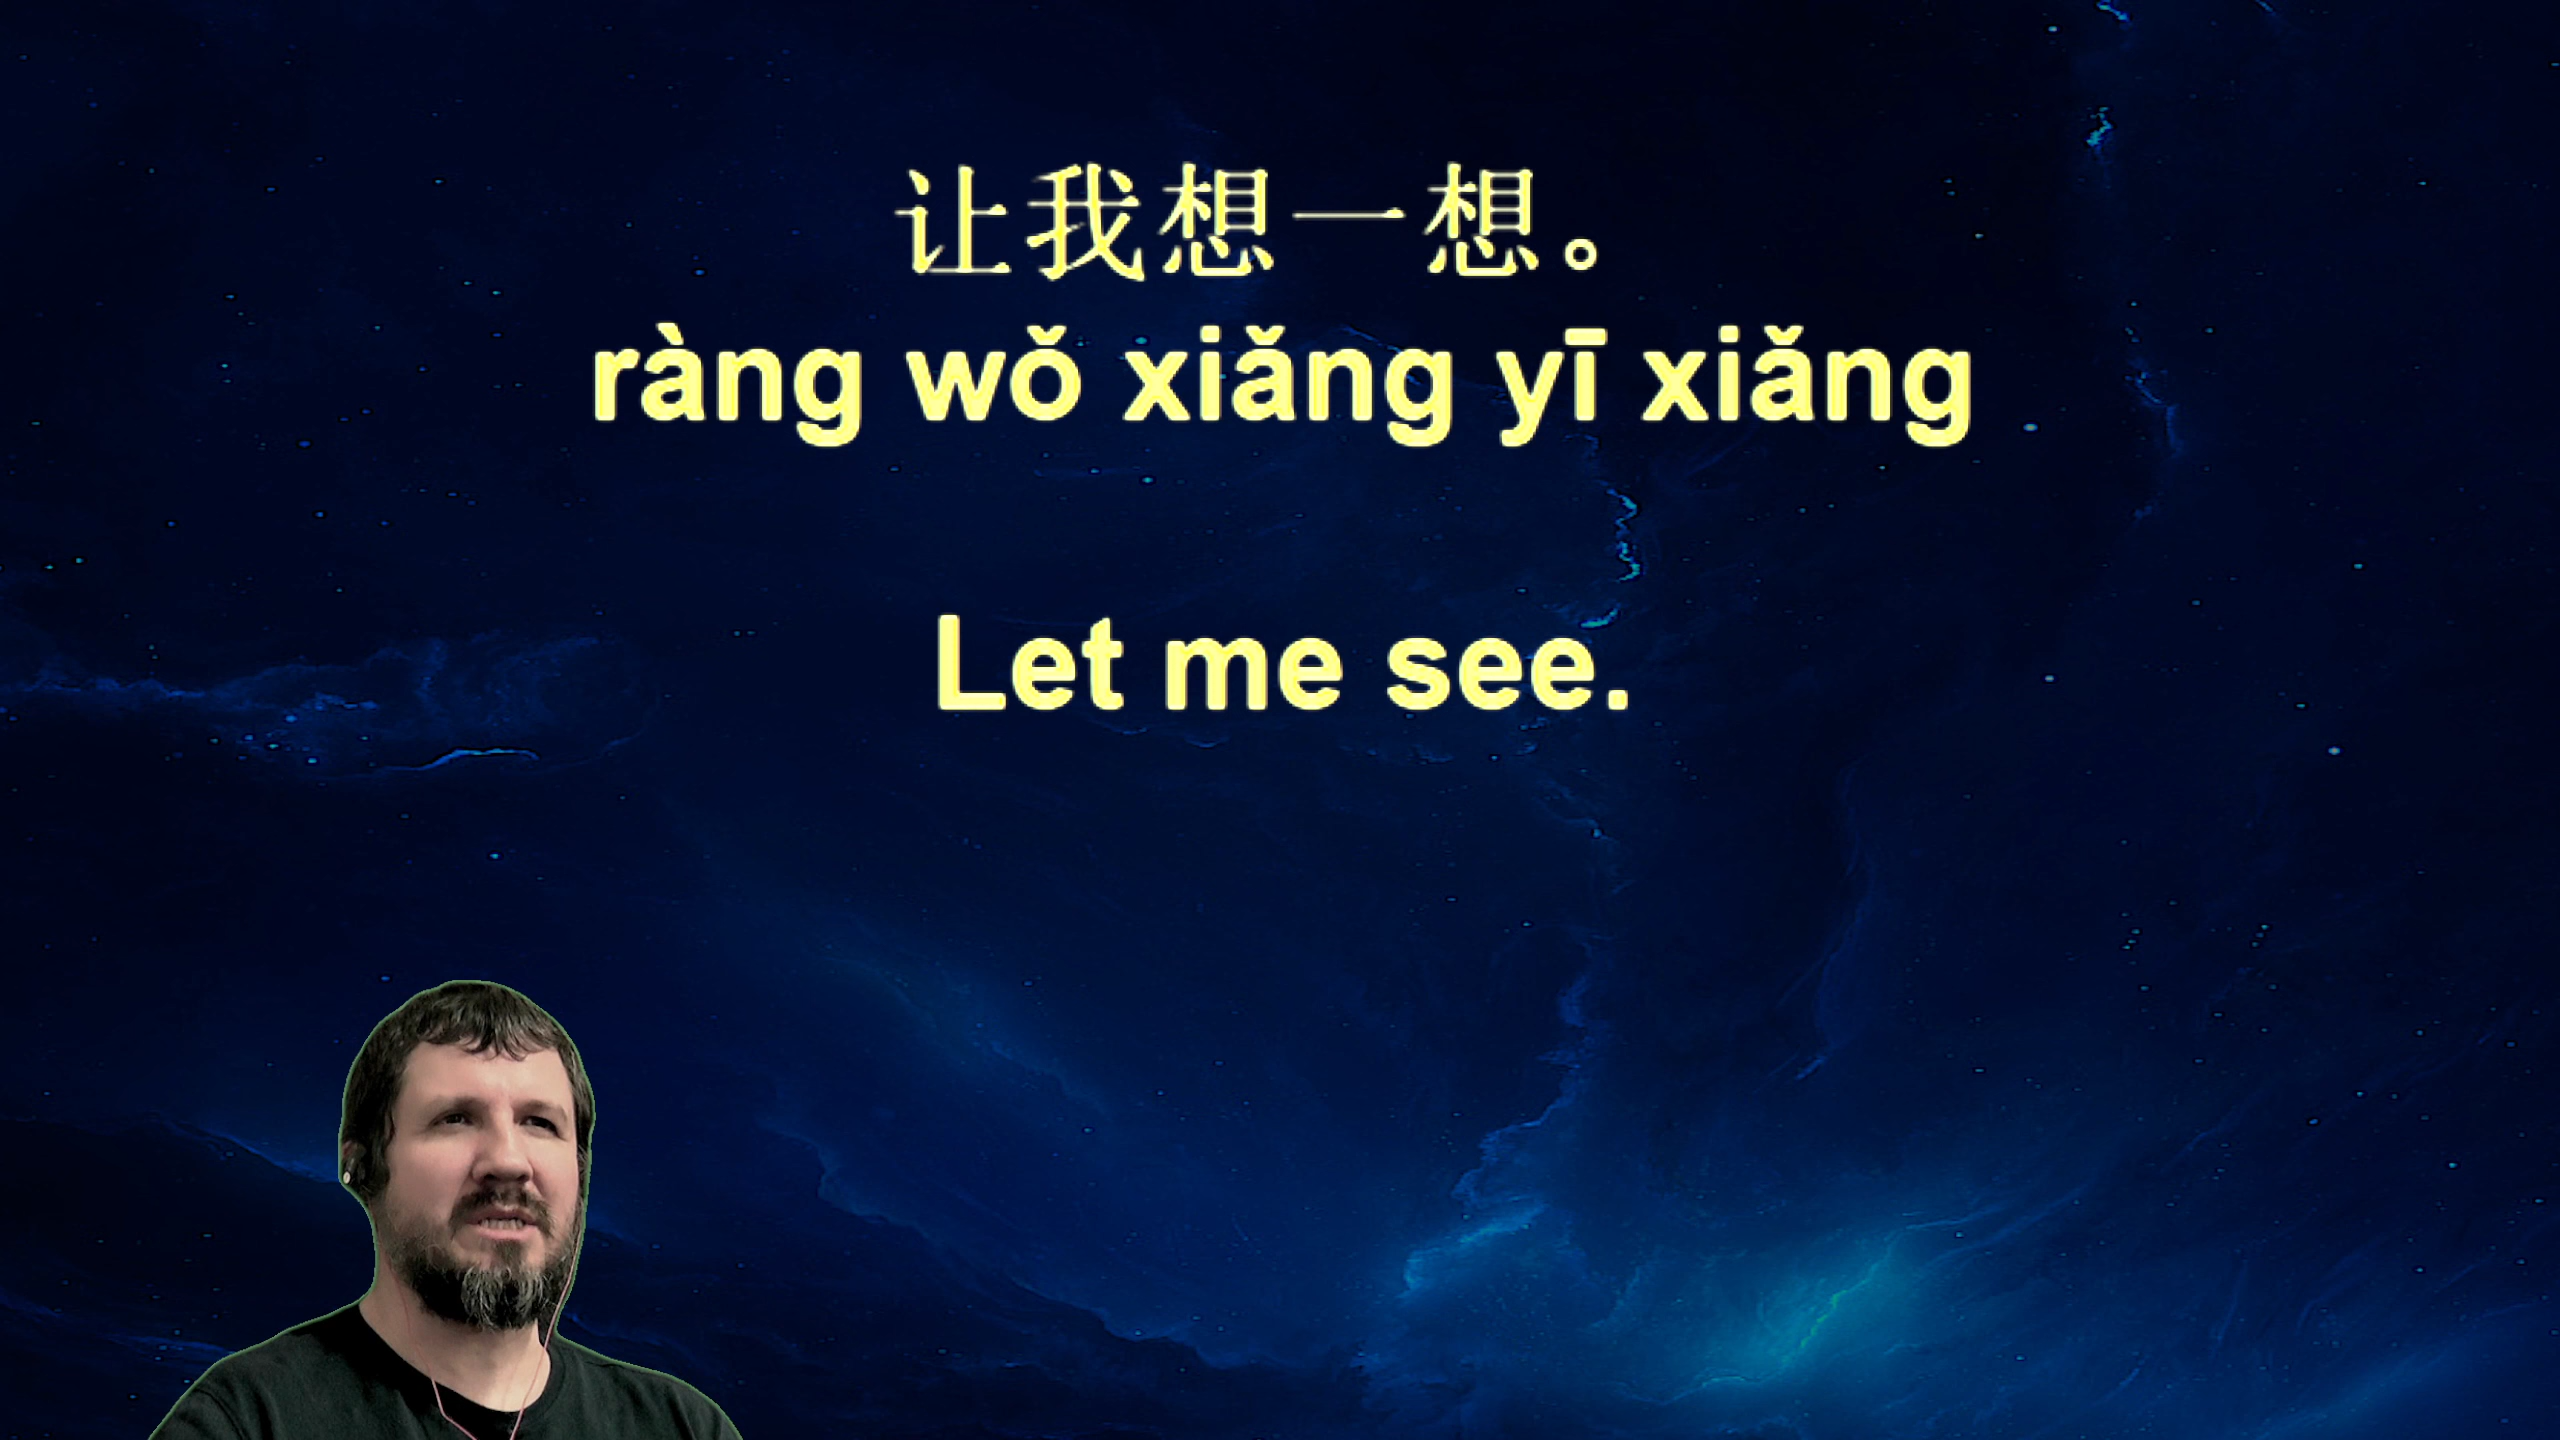 让我想一想。
ràng wǒ xiǎng yī xiǎng
Let me see.